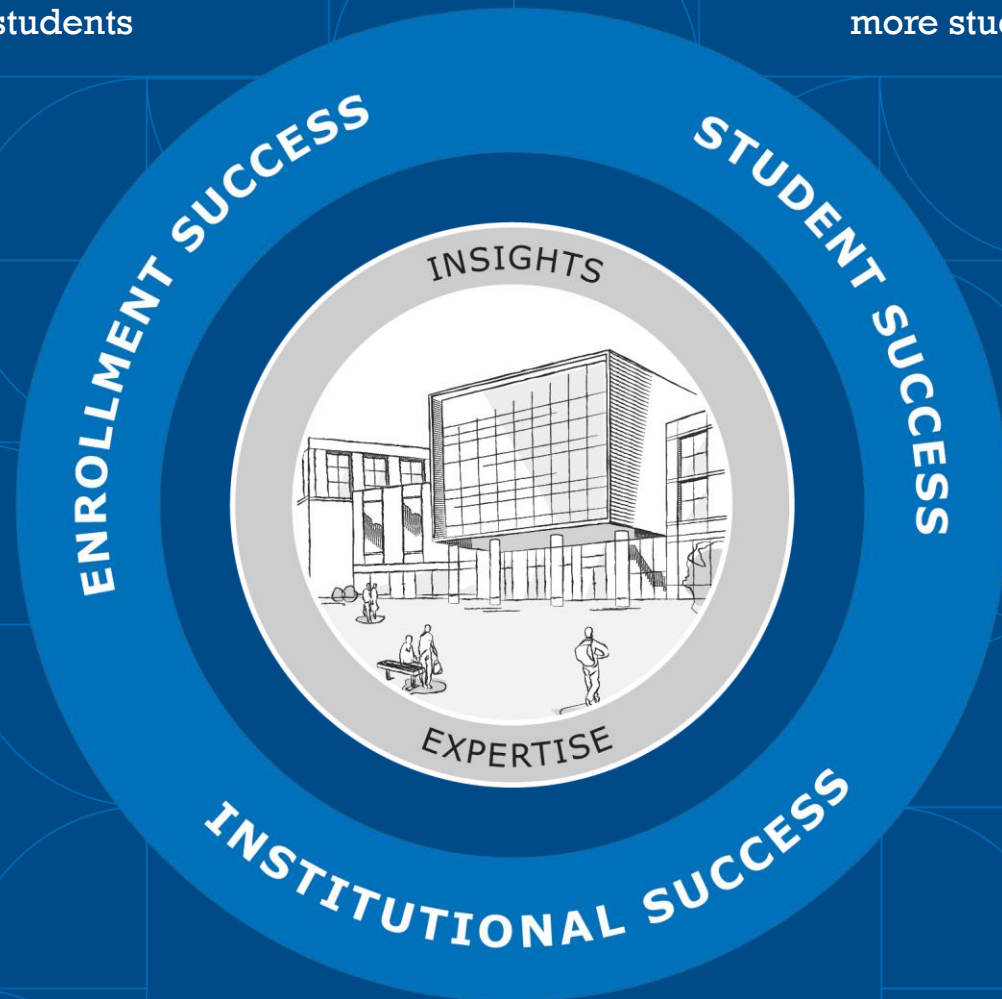 students
more stu
ENROLLMENT SUCCESS
STUDENT SUCCESS
INSIGHTS
EXPERTISE
INSTITUTIONAL SUCCESS